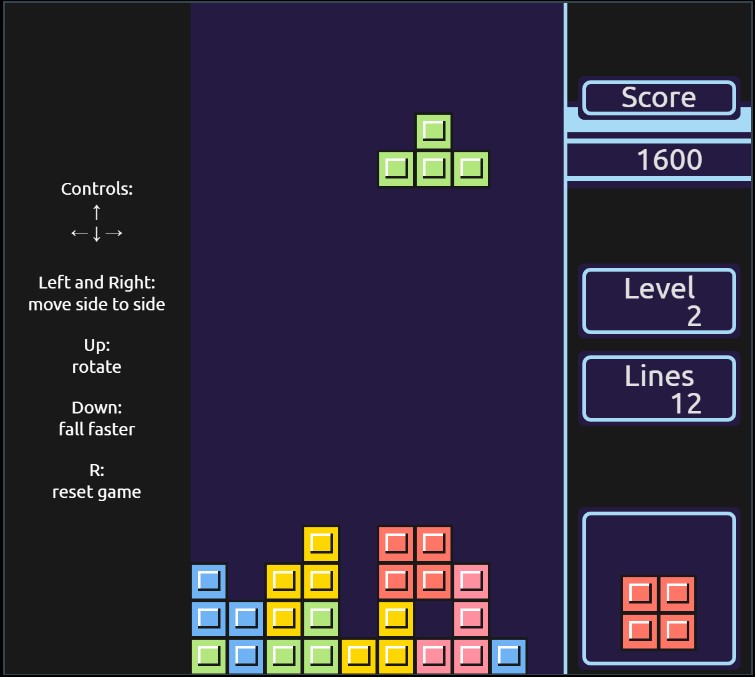 Controls:
↑
←↓→
Left and Right:
move side to side
Up:
rotate
Down:
fall faster
R:
reset game
Score
1600
Level
2
Lines
12